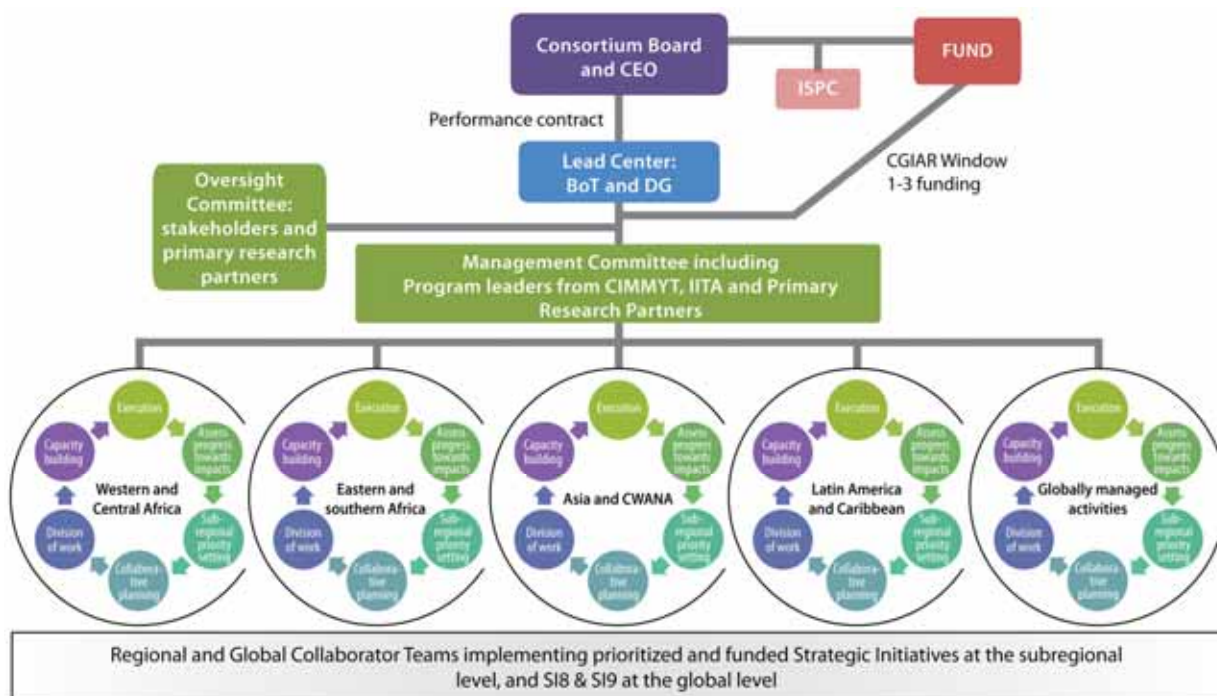 Consortium Board
and CEO
FUND
ISPC
Performance contract
Lead Center:
BoT and DG
CGIAR Window
1-3 funding
Oversight
Committee:
stakeholders and
primary research
partners
Management Committee including
Program leaders from CIMMYT, IITA and Primary
Research Partners
Execution
Assess
progress
towards
impacts
Sub-
regional
priority
setting
Collabora-
tive
planning
Division
of work
Capacity
building
Western and
Central Africa
Execution
Assess
progress
towards
impacts
Sub-
regional
priority
setting
Collabora-
tive
planning
Division
of work
Capacity
building
Eastern and
southern Africa
Execution
Assess
progress
towards
impacts
Sub-
regional
priority
setting
Collabora-
tive
planning
Division
of work
Capacity
building
Asia and CWANA
Execution
Assess
progress
towards
impacts
Sub-
regional
priority
setting
Collabora-
tive
planning
Division
of work
Capacity
building
Latin America
and Caribbean
Execution
Assess
progress
towards
impacts
Sub-
regional
priority
setting
Collabora-
tive
planning
Division
of work
Capacity
building
Globally managed
activities
Regional and Global Collaborator Teams implementing prioritized and funded Strategic Initiatives at the subregional
level, and SI8 & SI9 at the global level